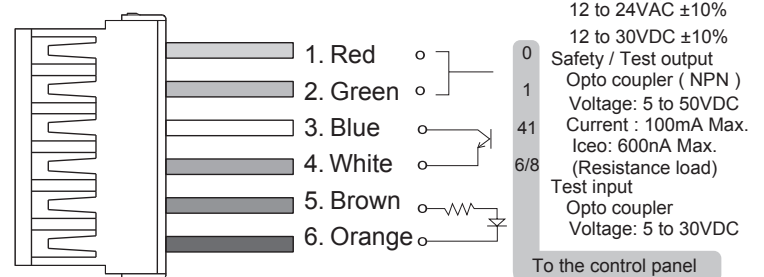 12 to 24VAC ±10%
12 to 30VDC ±10%
1. Red
0
Safety / Test output
Opto coupler ( NPN )
2. Green
1
Voltage: 5 to 50VDC
3. Blue
41
Current : 100mA Max.
Iceo: 600nA Max.
4. White
6/8
(Resistance load)
Test input
5. Brown
Opto coupler
Voltage: 5 to 30VDC
6. Orange
To the control panel